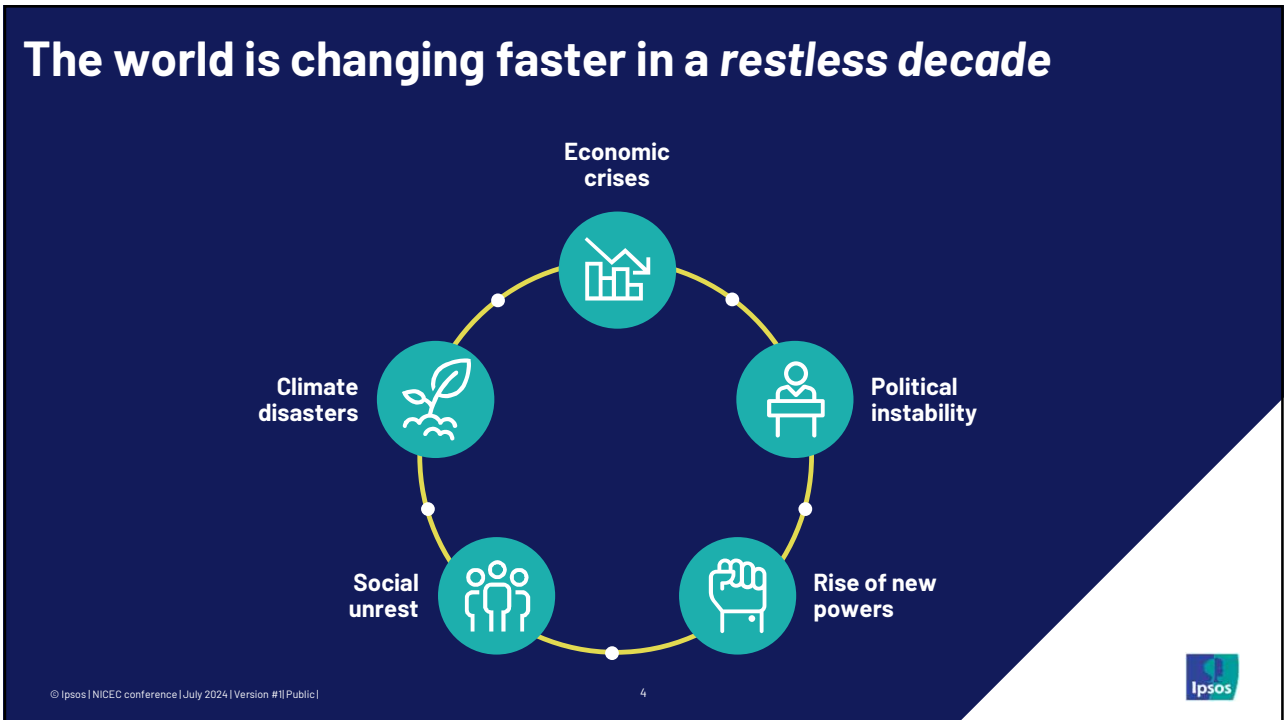 The world is changing faster in a restless decade
Economic
crises
Climate
disasters
Political
instability
Social
unrest
Rise of new
powers
© Ipsos | NICEC conference | July 2024 | Version #1| Public |
4
Ipsos